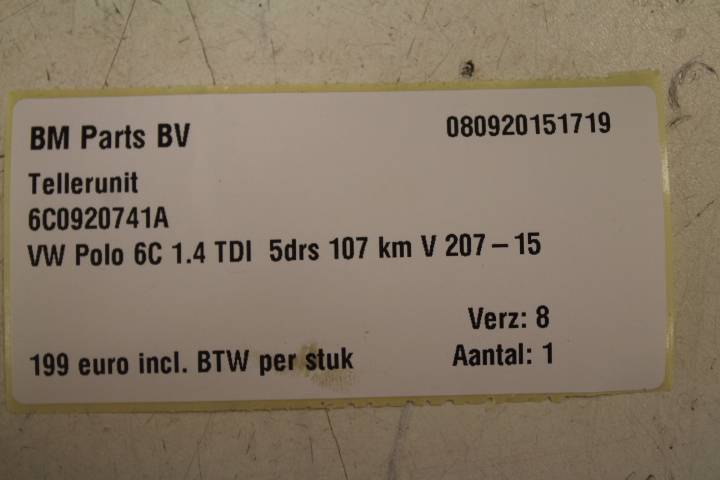 BM Parts BV
080920151719
Tellerunit
6C0920741A
VW Polo 6C 1.4 TDI 5drs 107 km V 207-15
Verz: 8
199 euro incl. BTW per stuk
Aantal: 1